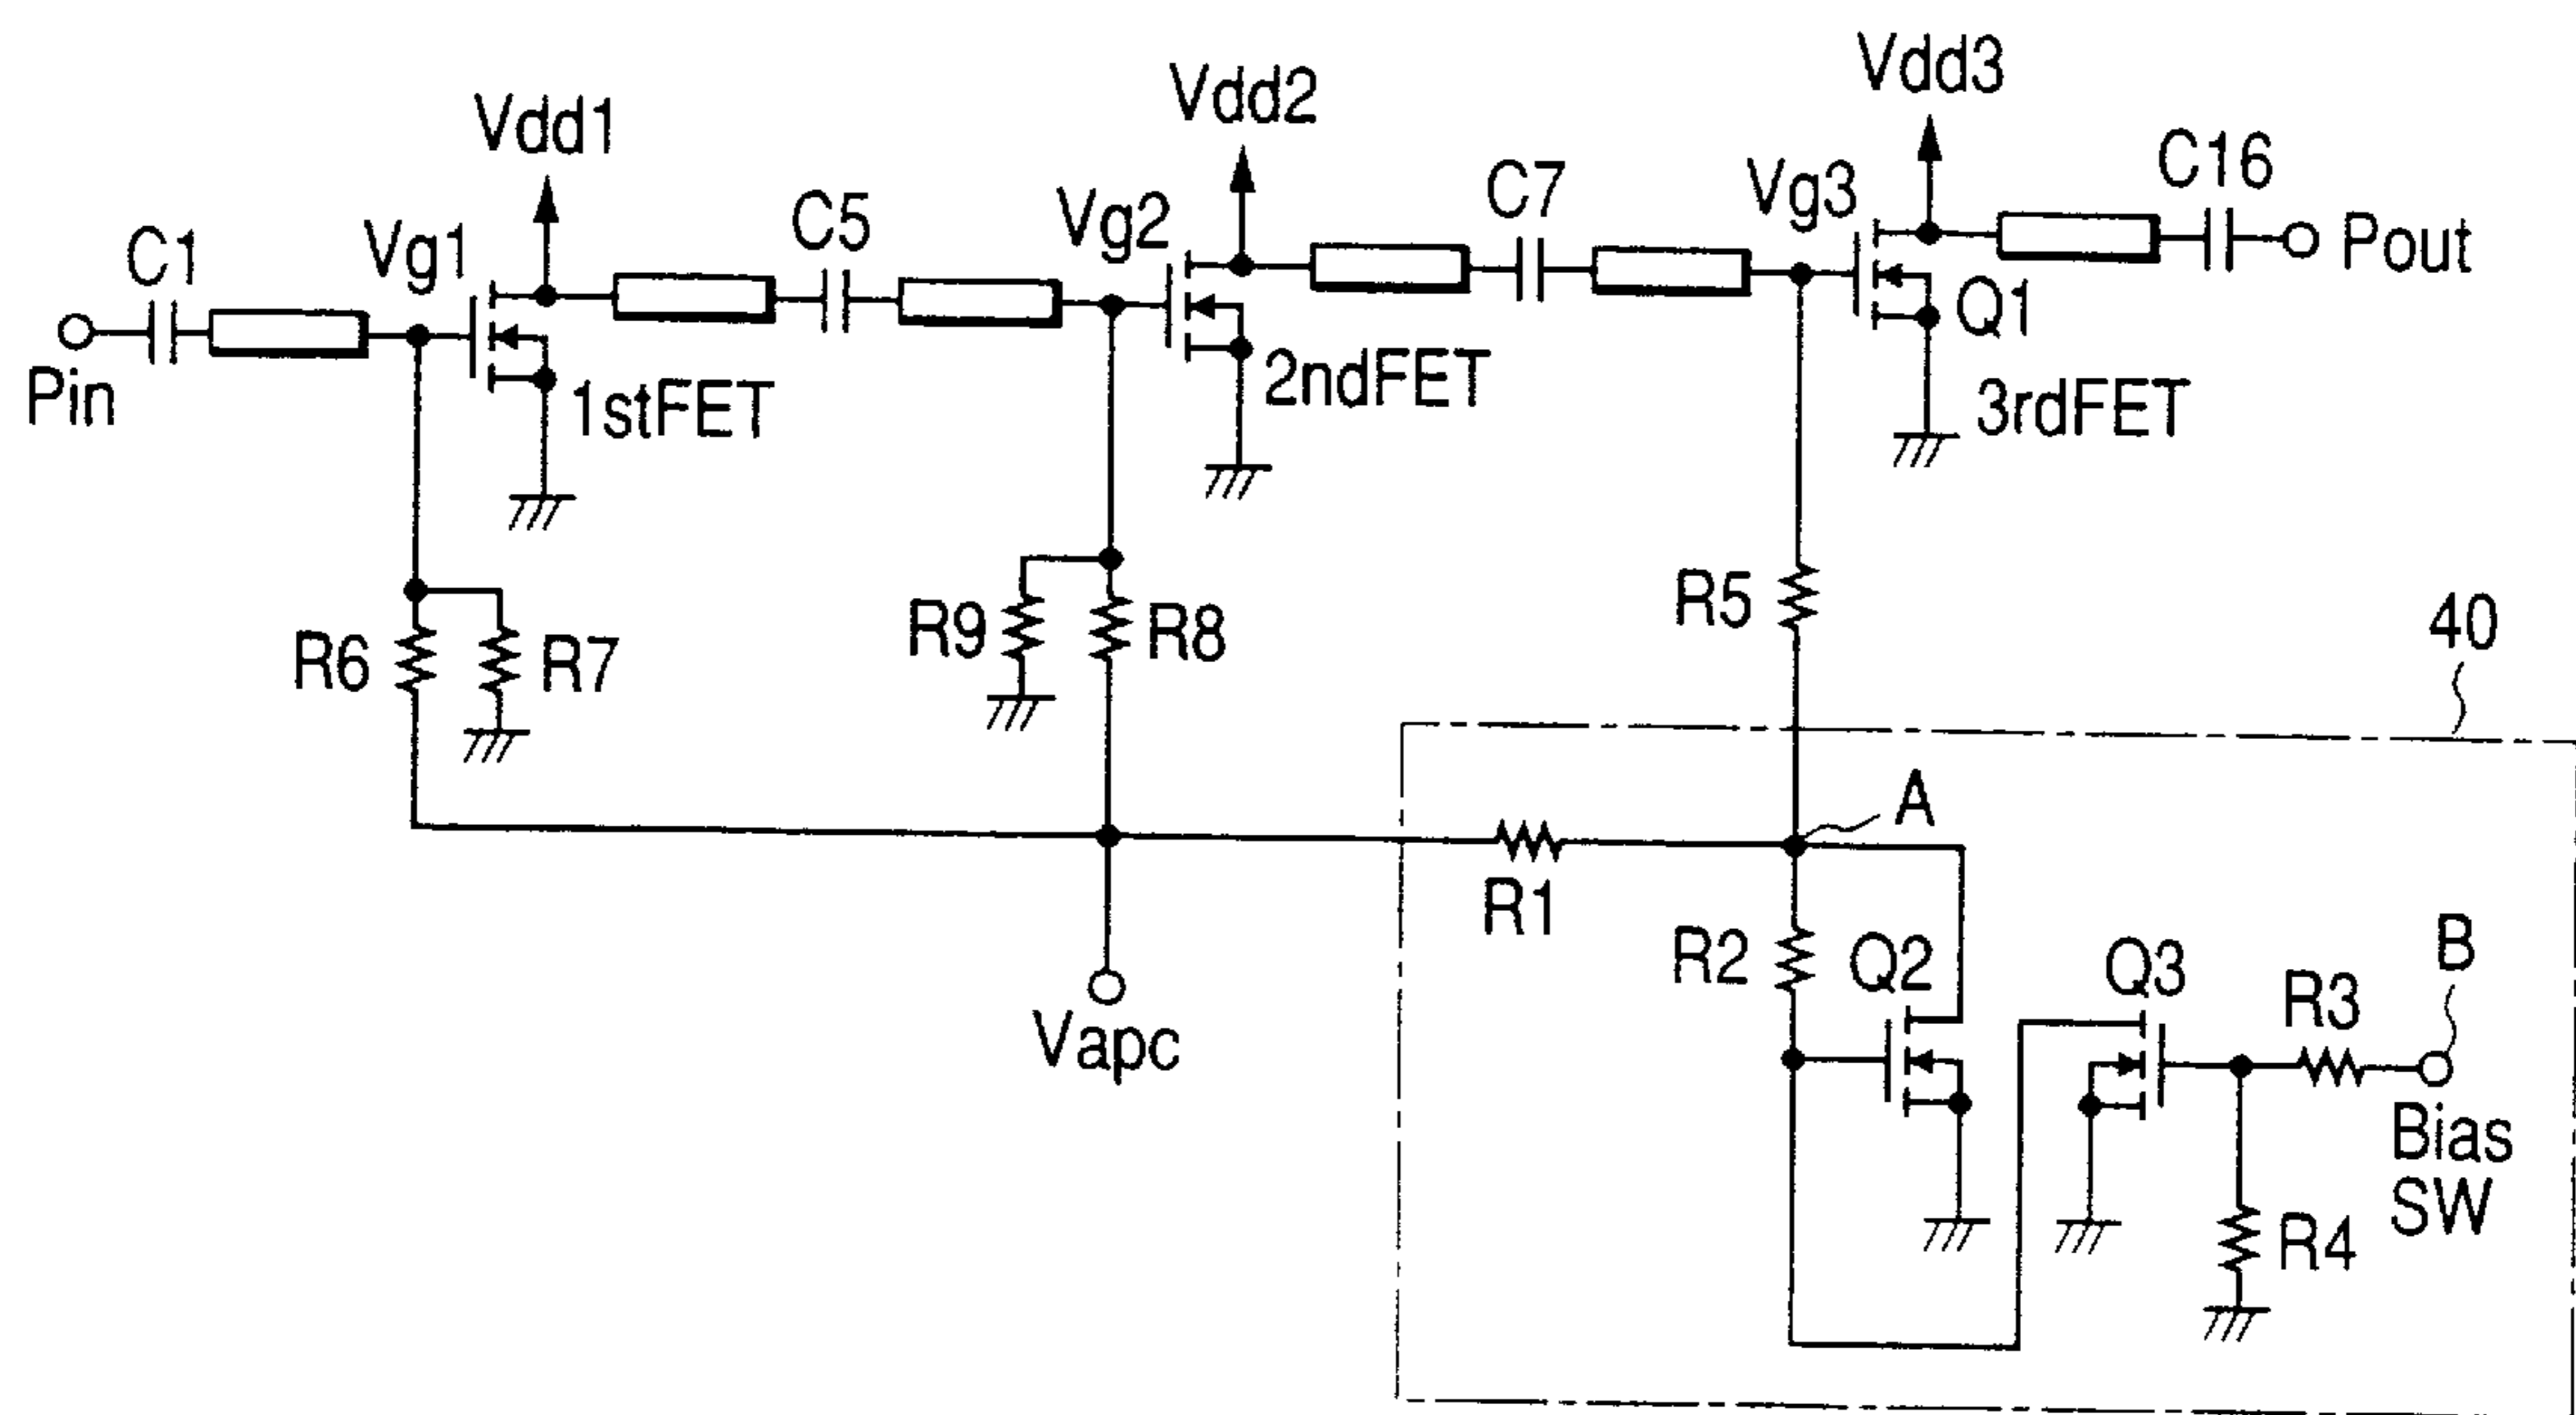 Vdd3
Vdd2
Vdd1
C16
C7
Vg3
C5
Vg2
Vg1
C1
Pout
Q1
Pin
1stFET
2ndFET
3rdFET
R5
R9
R8
R6
R7
40
A
R1
R2
Q2
Q3
R3
B
Vapc
Bias
SW
R4